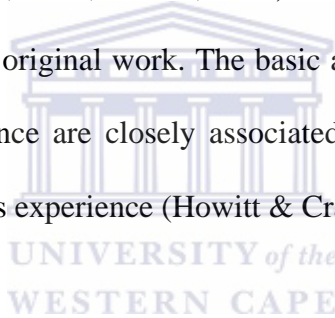 original work. The basic a
nce are closely associated
s experience (Howitt & Cr
UNIVERSITY of the
WESTERN CAPE